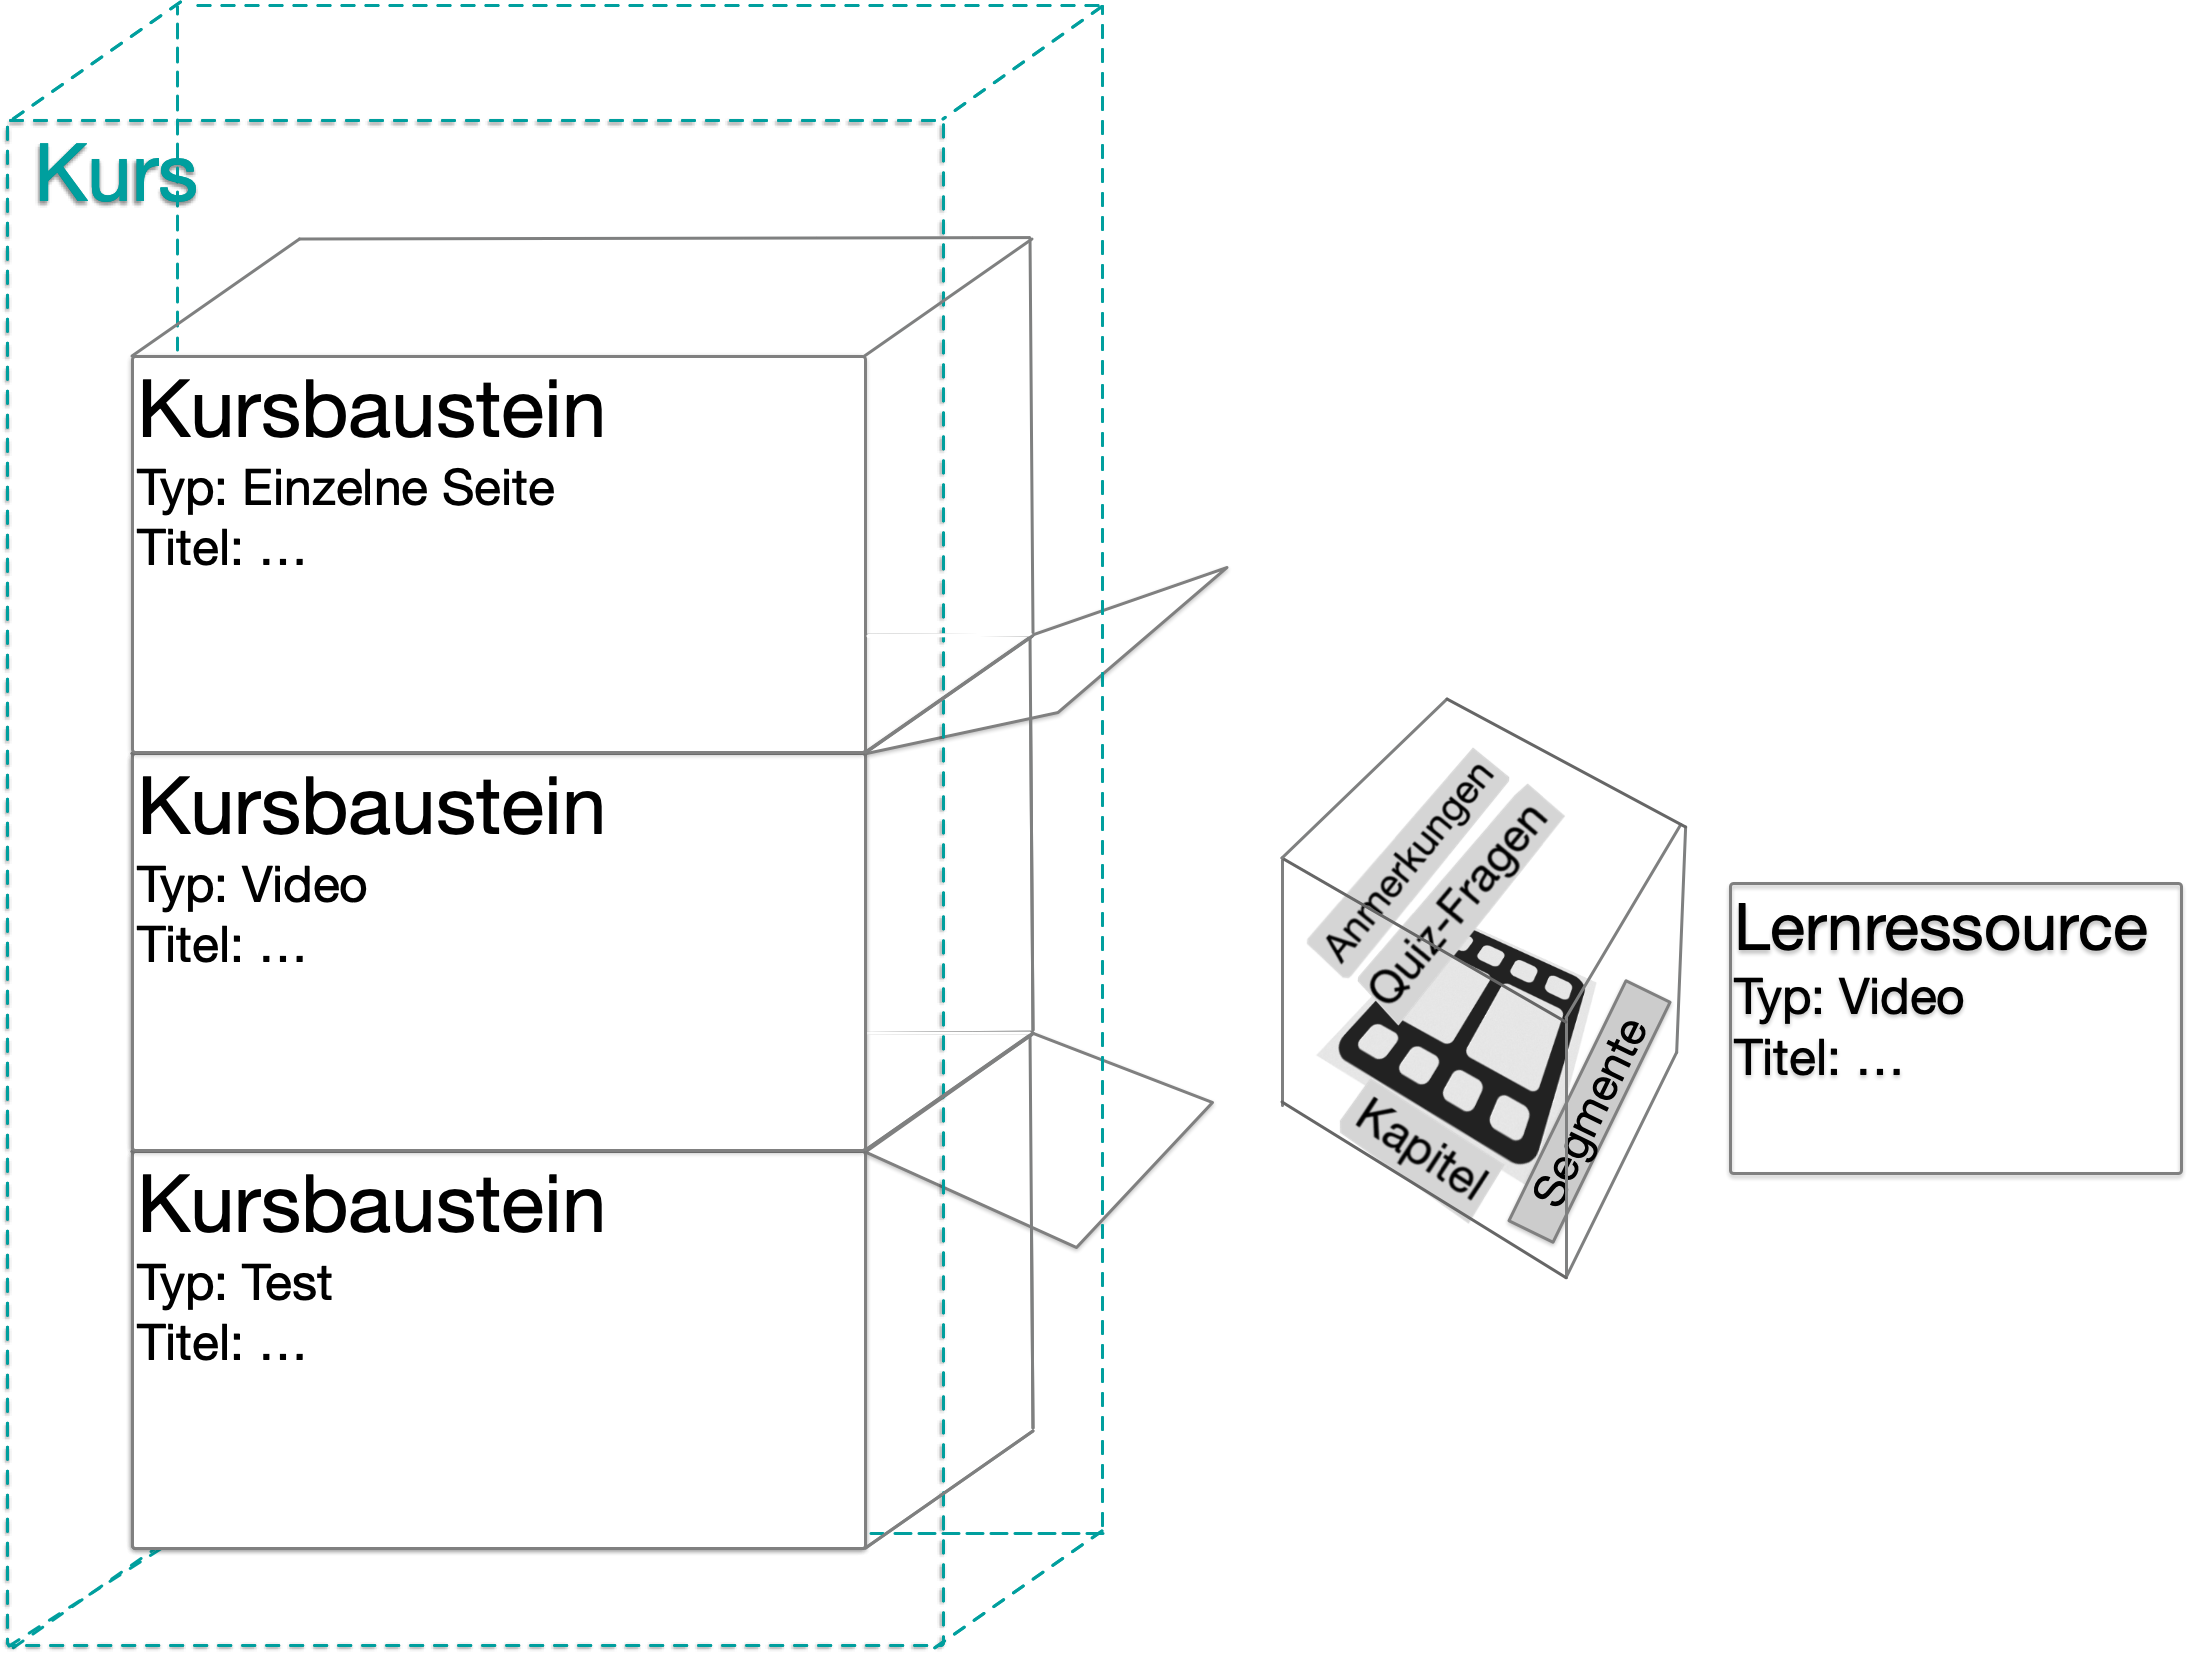 Kurs
Kursbaustein
Typ: Einzelne Seite
Titel: …
Kursbaustein
Typ: Video
Titel: …
Kursbaustein
Typ: Test
Titel: …
Anmerkungen
Quiz-Fragen
Kapitel
Segmente
Lernressource
Typ: Video
Titel: …